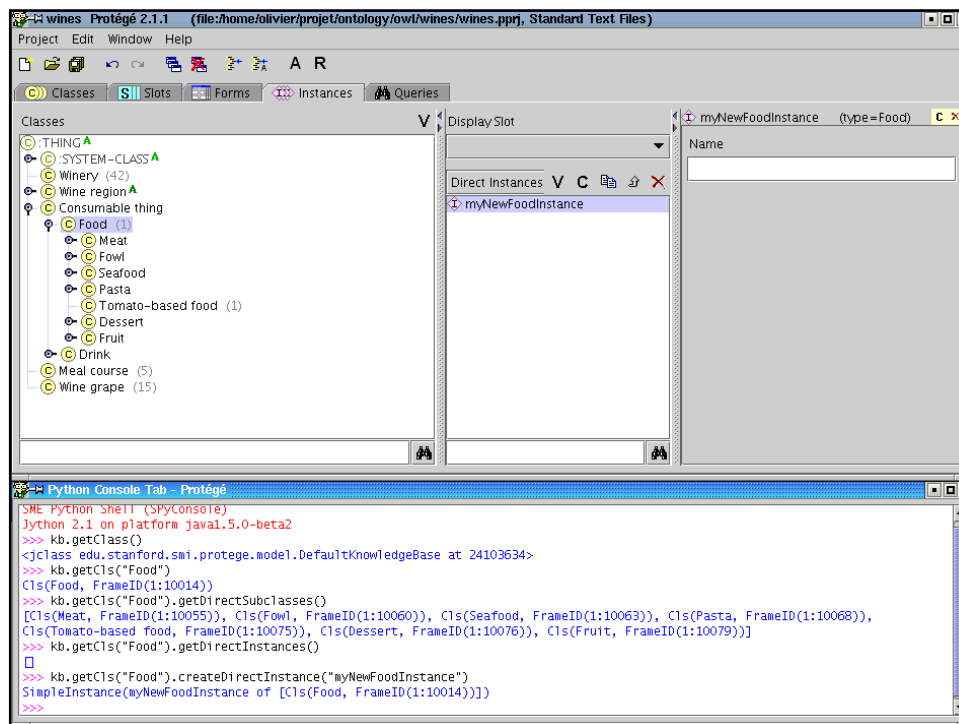 wines Protégé 2.1.1 (file:/home/olivier/projet/ontology/owl/wines/wines.pprj, Standard Text Files)
Project Edit Window Help
A R
C Classes S Slots Forms Instances Queries
Classes V
C :THING A
C :SYSTEM-CLASS A
C Winery (42)
C Wine region A
C Consumable thing
C Food (1)
C Meat
C Fowl
C Seafood
C Pasta
C Tomato-based food (1)
C Dessert
C Fruit
C Drink
C Meal course (5)
C Wine grape (15)
Display Slot
Direct Instances V C
myNewFoodInstance
myNewFoodInstance (type=Food) C X
Name
Python Console Tab - Protégé
SME Python Shell (SPyConsole)
Jython 2.1 on platform java1.5.0-beta2
>>> kb.getClass()
<jclass edu.stanford.smi.protege.model.DefaultKnowledgeBase at 24103634>
>>> kb.getCls("Food")
Cls(Food, FrameID(1:10014))
>>> kb.getCls("Food").getDirectSubclasses()
[Cls(Meat, FrameID(1:10055)), Cls(Fowl, FrameID(1:10060)), Cls(Seafood, FrameID(1:10063)), Cls(Pasta, FrameID(1:10068)),
Cls(Tomato-based food, FrameID(1:10075)), Cls(Dessert, FrameID(1:10076)), Cls(Fruit, FrameID(1:10079))]
>>> kb.getCls("Food").getDirectInstances()
[]
>>> kb.getCls("Food").createDirectInstance("myNewFoodInstance")
SimpleInstance(myNewFoodInstance of [Cls(Food, FrameID(1:10014))])
>>>